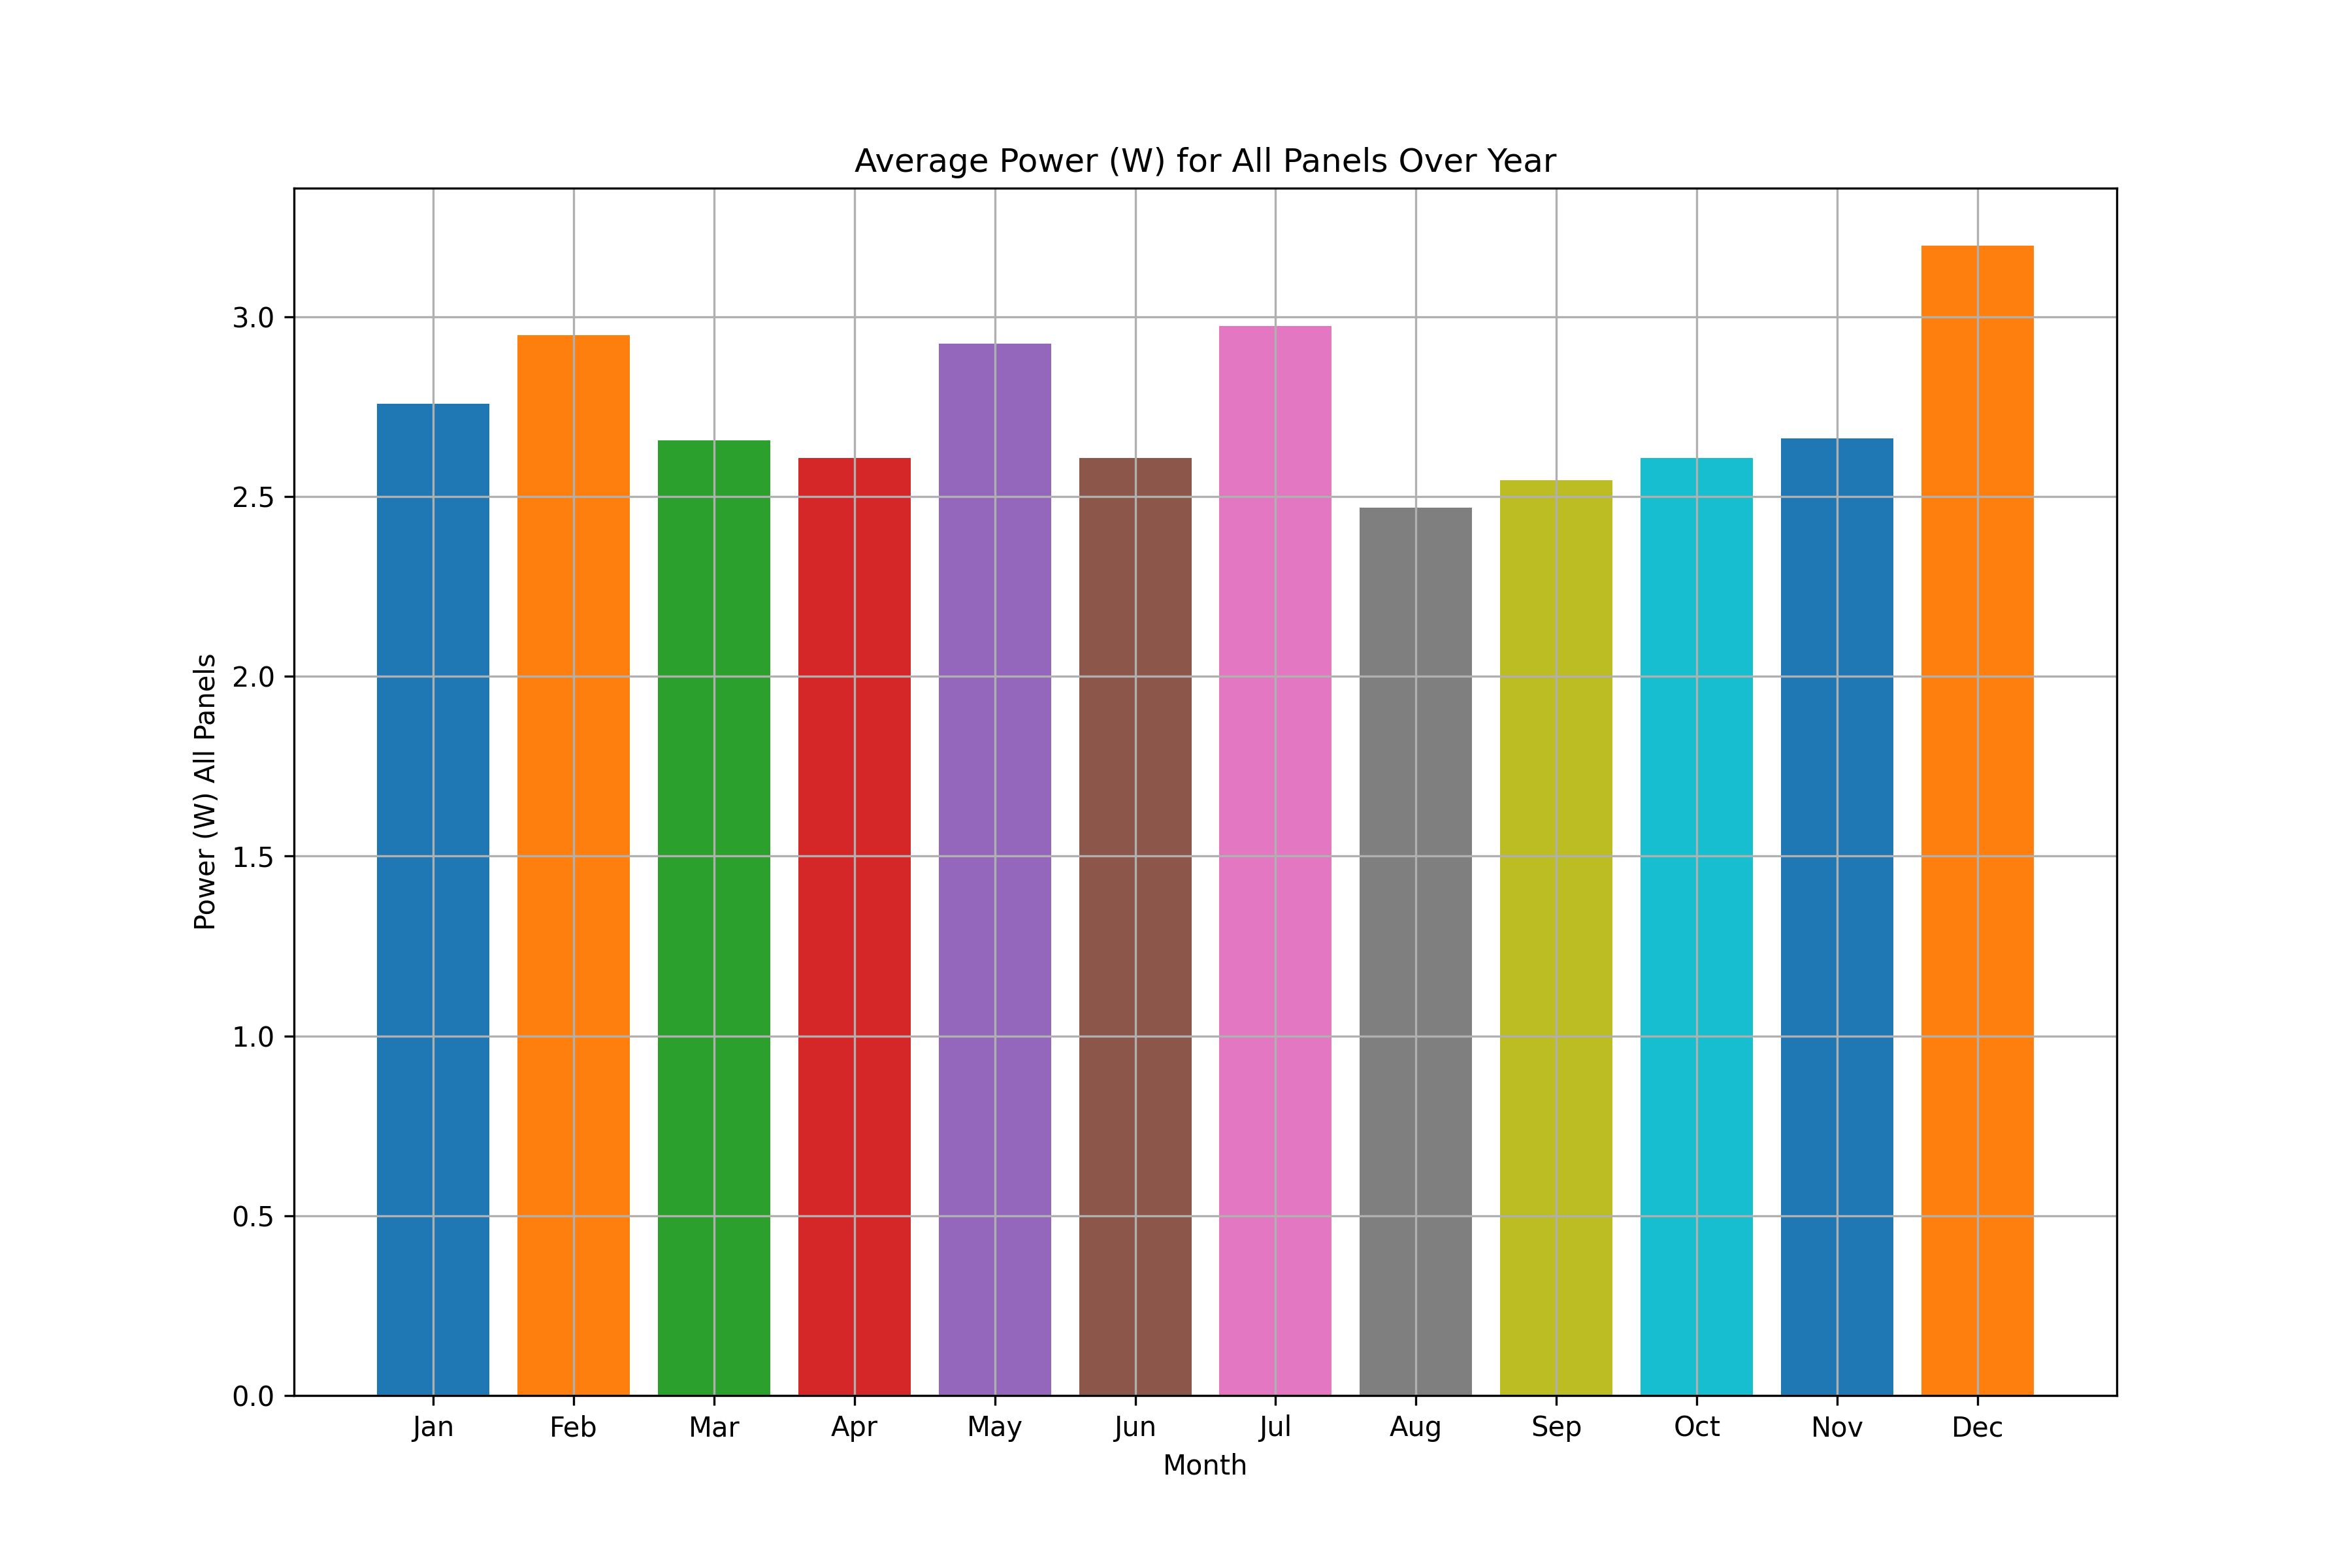 Average Power (W) for All Panels Over Year
Power (W) All Panels
3.0
2.5
2.0
1.5
1.0
0.5
0.0
Jan Feb Mar Apr May Jun Jul Aug Sep Oct Nov Dec
Month